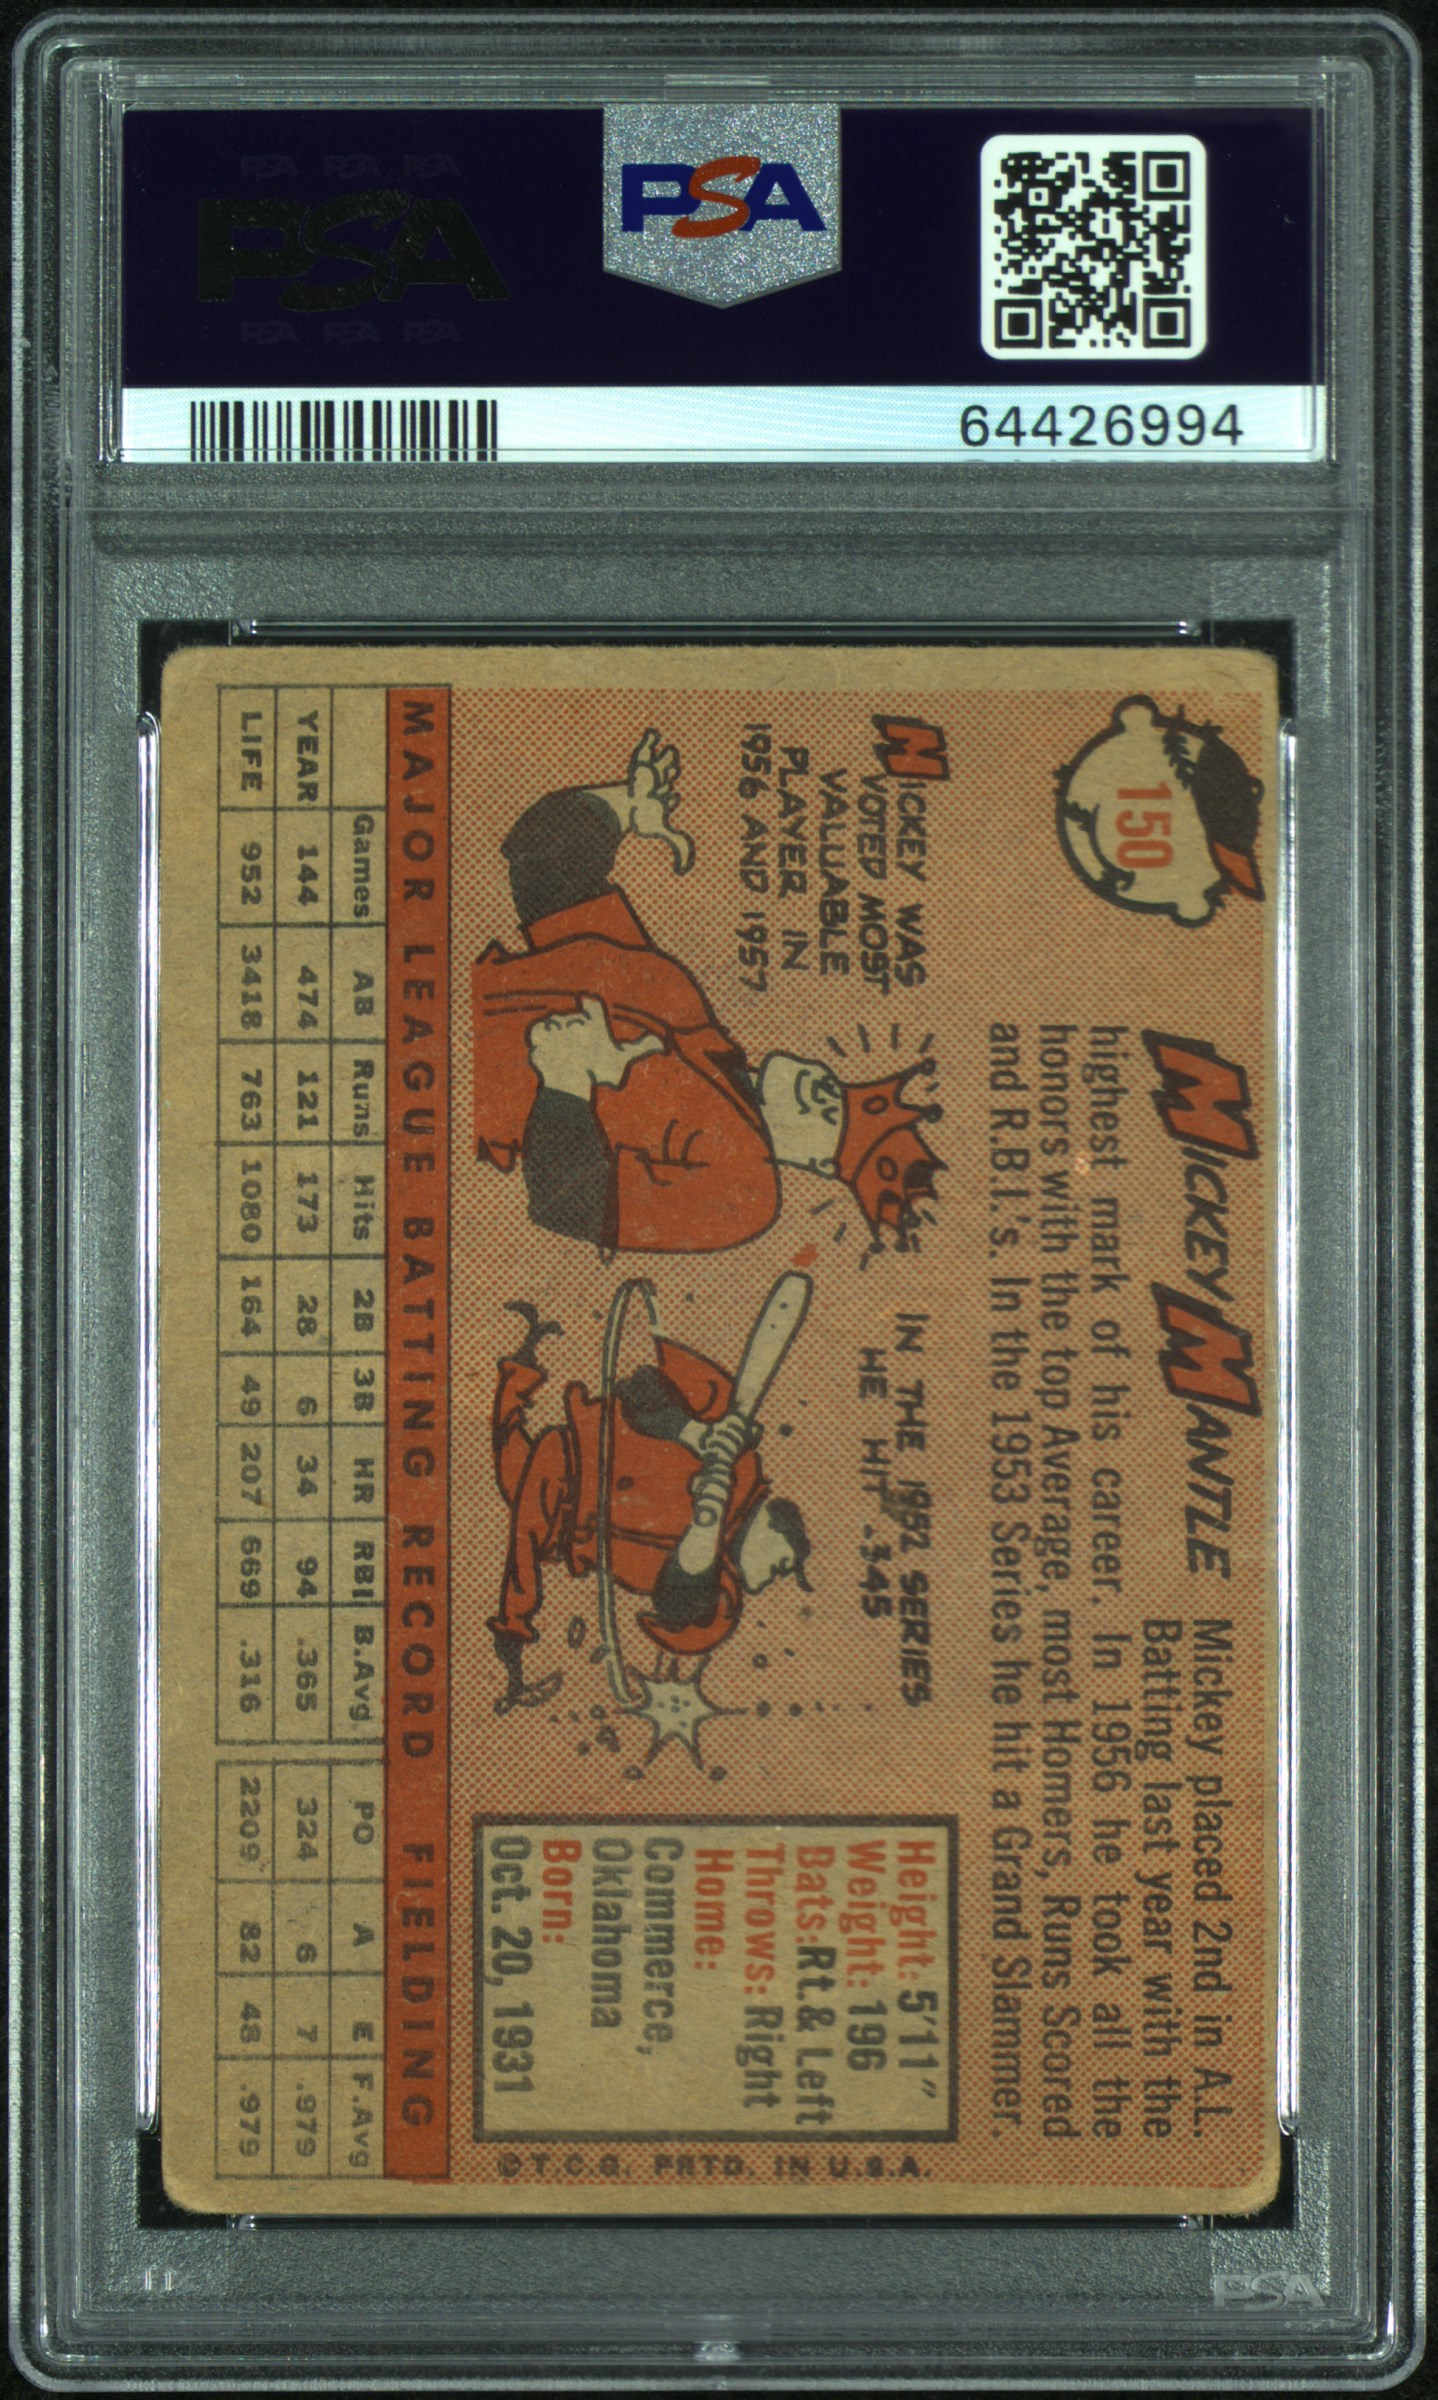 PSA PSA PSA
PSA
PSA PSA PSA
PSA
64426994
150
MICKEY MANTLE
Mickey placed 2nd in A.L.
Batting last year with the
highest mark of his career. In 1956 he took all the
honors with the top Average, most Homers, Runs Scored
and R.B.I.'s. In the 1953 Series he hit a Grand Slammer.
MICKEY WAS
VOTED MOST
VALUABLE
PLAYER IN
1956 AND 1957
IN THE 1952 SERIES
HE HIT .345
Height: 5'11"
Weight: 196
Bats: Rt. & Left
Throws: Right
Home:
Commerce,
Oklahoma
Born:
Oct. 20, 1931
© T.C.G. PRTD. IN U.S.A.
MAJOR LEAGUE BATTING RECORD FIELDING
Games AB Runs Hits 2B 3B HR RBI B.Avg. PO A E F.Avg
YEAR 144 474 121 173 28 6 34 94 .365 324 6 7 .979
LIFE 952 3418 763 1080 164 49 207 669 .316 2209 82 48 .979
PSA